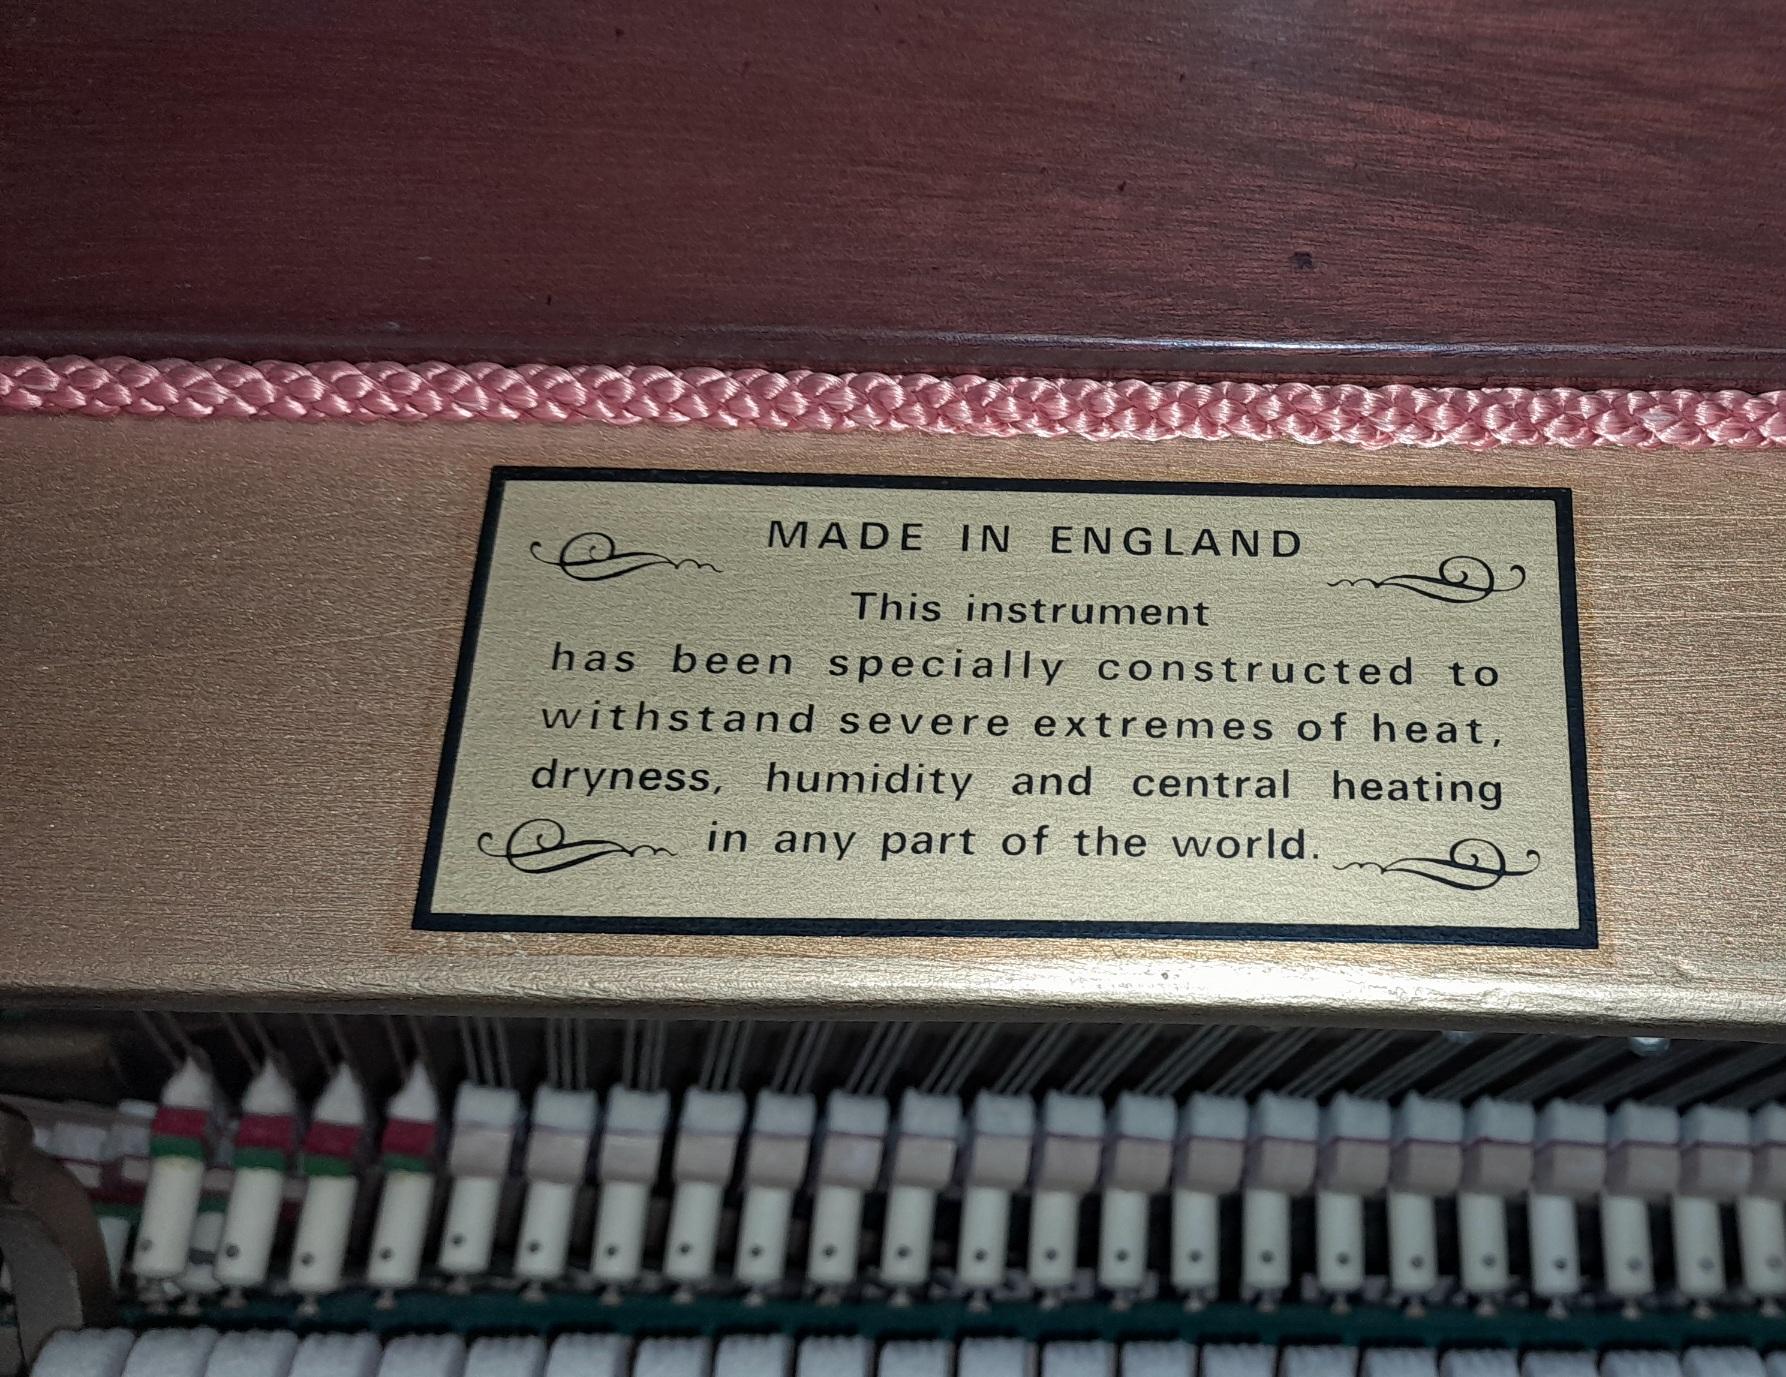 MADE IN ENGLAND
This instrument
has been specially constructed to
withstand severe extremes of heat,
dryness, humidity and central heating
in any part of the world.